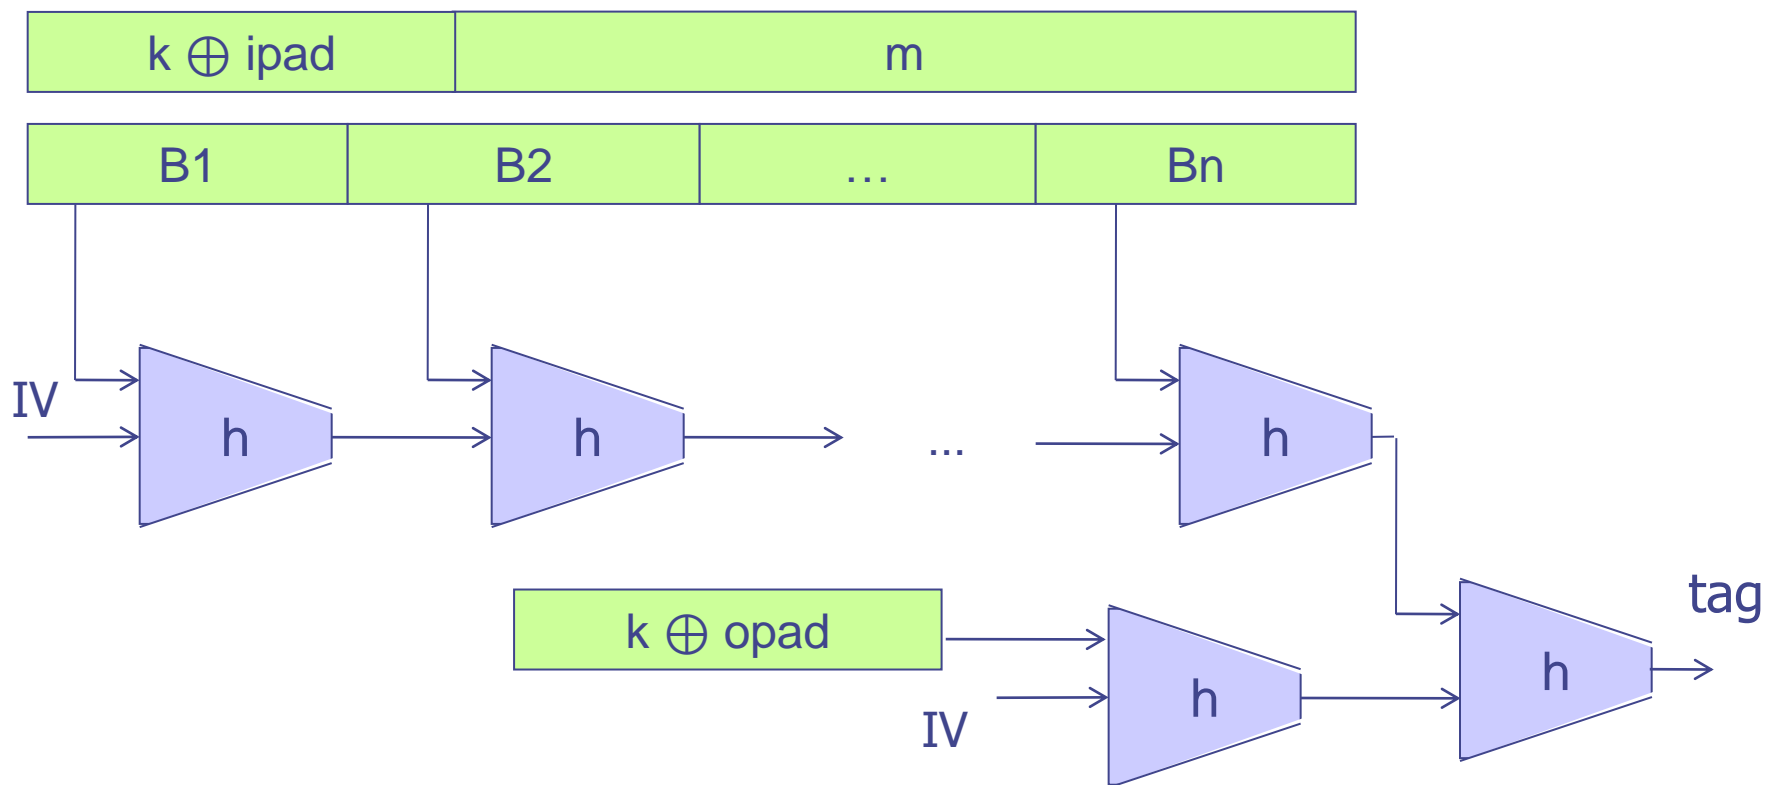 k ⊕ ipad m
B1 B2 ... Bn
IV
h h ... h
k ⊕ opad
tag
h
h
IV